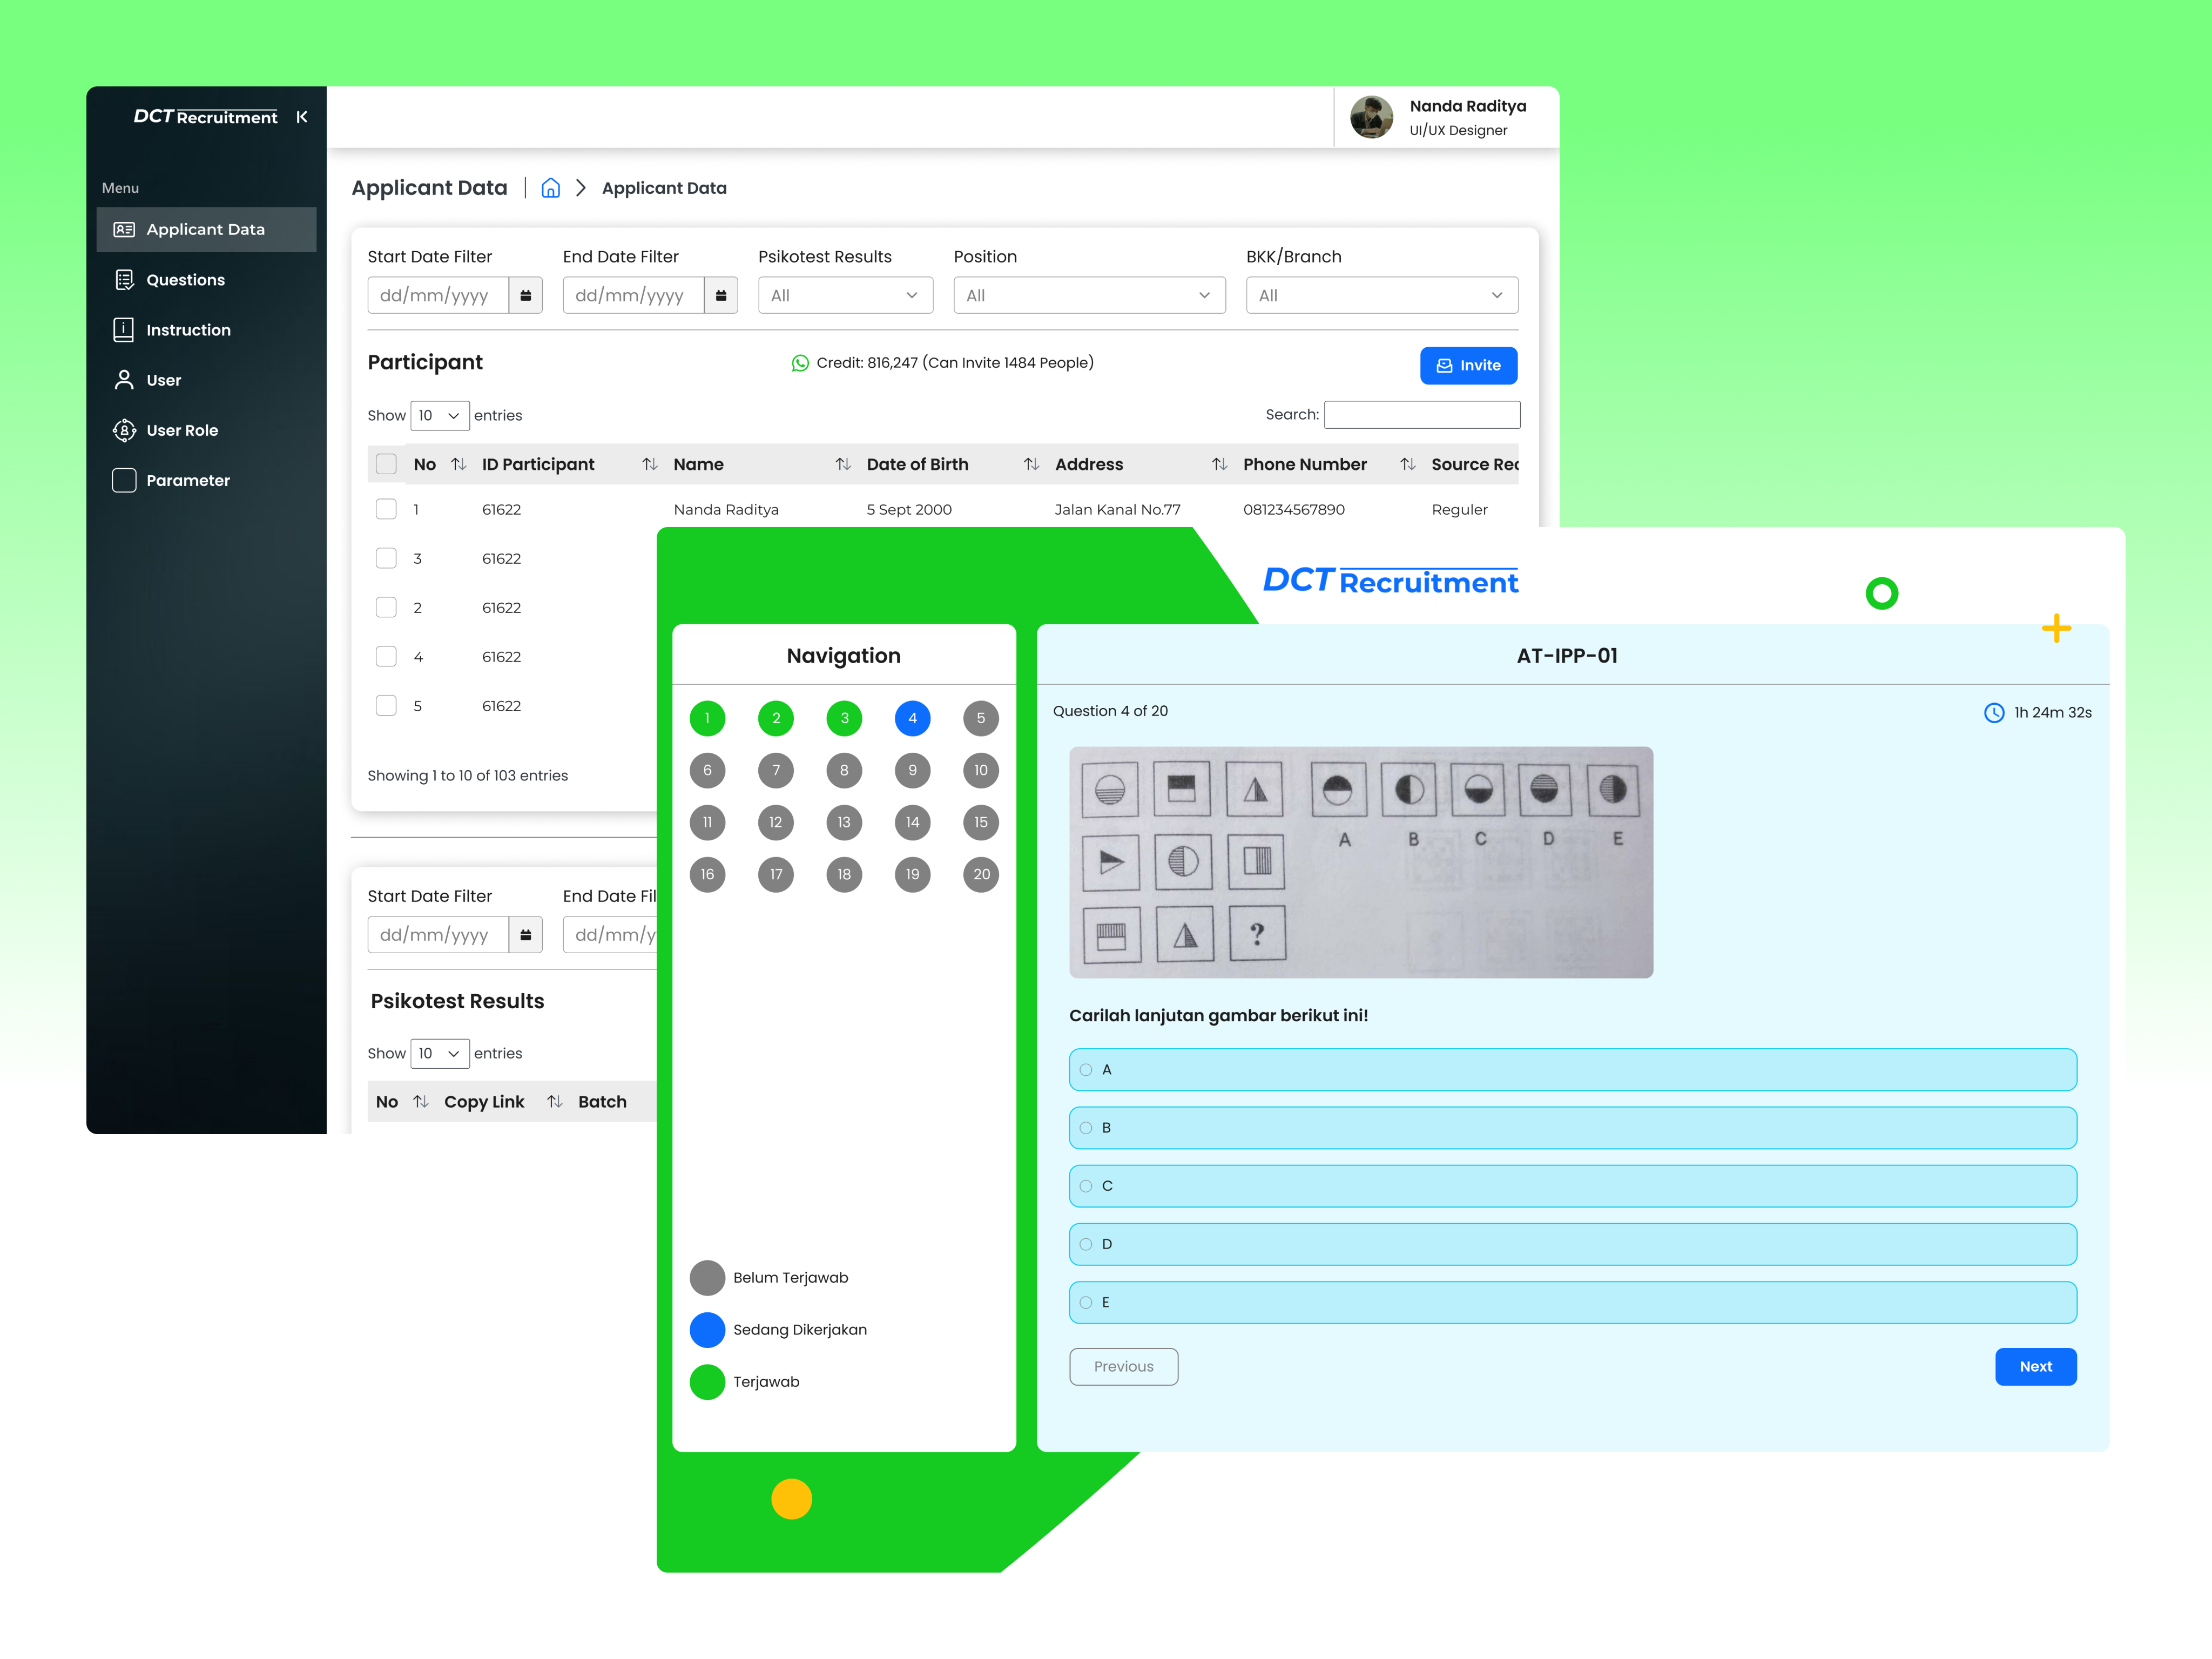 DCT Recruitment
Menu
Applicant Data
Questions
Instruction
User
User Role
Parameter
Nanda Raditya
UI/UX Designer
Applicant Data | Applicant Data
Start Date Filter End Date Filter Psikotest Results Position BKK/Branch
dd/mm/yyyy dd/mm/yyyy All All All
Participant Credit: 816,247 (Can Invite 1484 People) Invite
Show 10 entries Search:
No ID Participant Name Date of Birth Address Phone Number Source Rec
1 61622 Nanda Raditya 5 Sept 2000 Jalan Kanal No.77 081234567890 Reguler
3 61622
2 61622
4 61622
5 61622
Showing 1 to 10 of 103 entries
Start Date Filter End Date Fil
dd/mm/yyyy dd/mm/y
Psikotest Results
Show 10 entries
No Copy Link Batch
DCT Recruitment
Navigation
1 2 3 4 5
6 7 8 9 10
11 12 13 14 15
16 17 18 19 20
Belum Terjawab
Sedang Dikerjakan
Terjawab
AT-IPP-01
Question 4 of 20 1h 24m 32s
A B C D E
?
Carilah lanjutan gambar berikut ini!
A
B
C
D
E
Previous Next